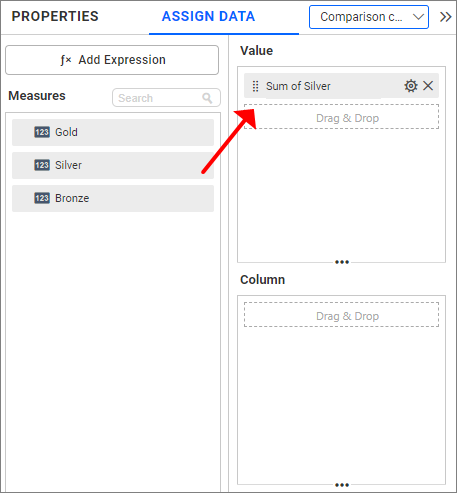 PROPERTIES
ASSIGN DATA
Comparison c...
ƒ× Add Expression
Measures
Search
123 Gold
123 Silver
123 Bronze
Value
Sum of Silver
Drag & Drop
Column
Drag & Drop